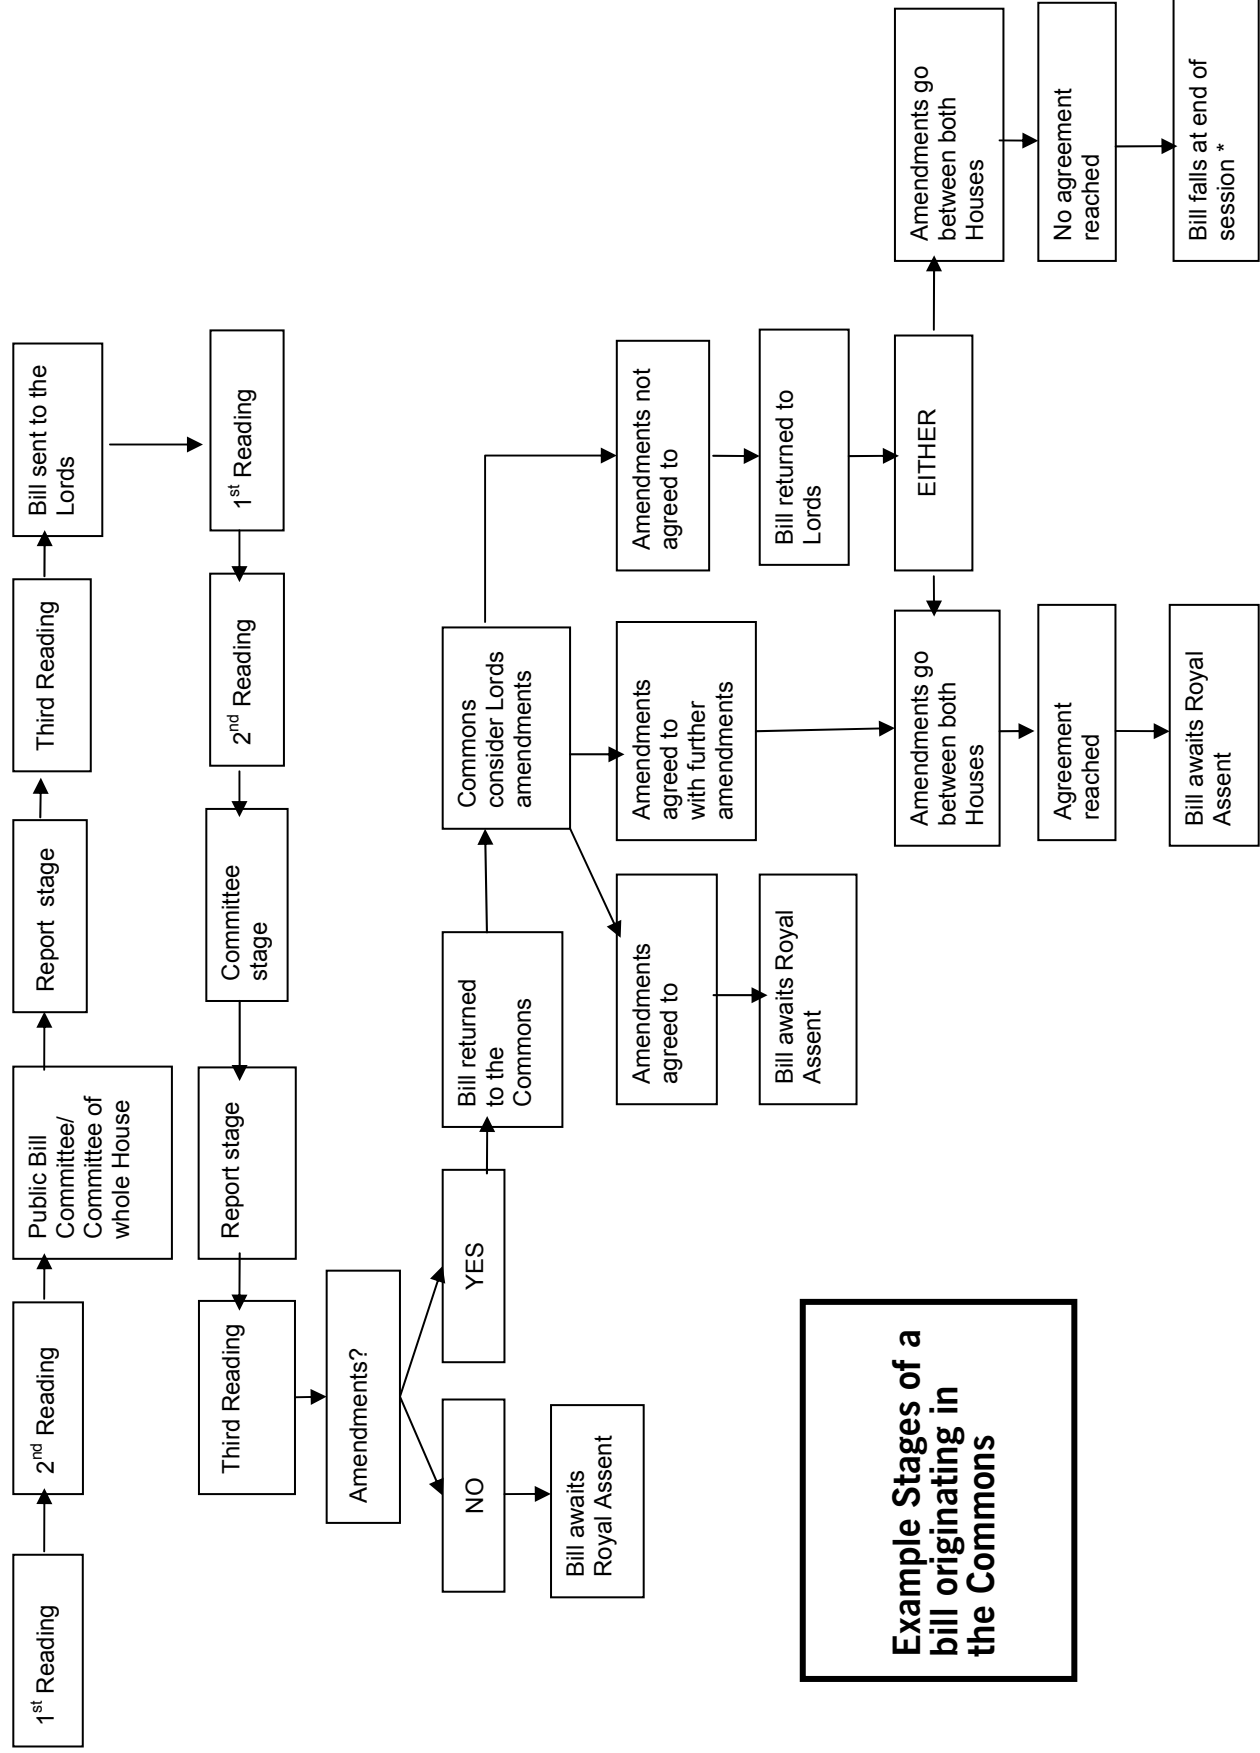 1st Reading
2nd Reading
Public Bill
Committee/
Committee of
whole House
Report stage
Third Reading
Bill sent to the
Lords
1st Reading
2nd Reading
Committee
stage
Report stage
Third Reading
Amendments?
NO
Bill awaits
Royal Assent
YES
Bill returned
to the
Commons
Commons
consider Lords
amendments
Amendments
agreed to
Bill awaits Royal
Assent
Amendments
agreed to
with further
amendments
Amendments not
agreed to
Bill returned to
Lords
EITHER
Amendments go
between both
Houses
Agreement
reached
Bill awaits Royal
Assent
Amendments go
between both
Houses
No agreement
reached
Bill falls at end of
session *
Example Stages of a
bill originating in
the Commons